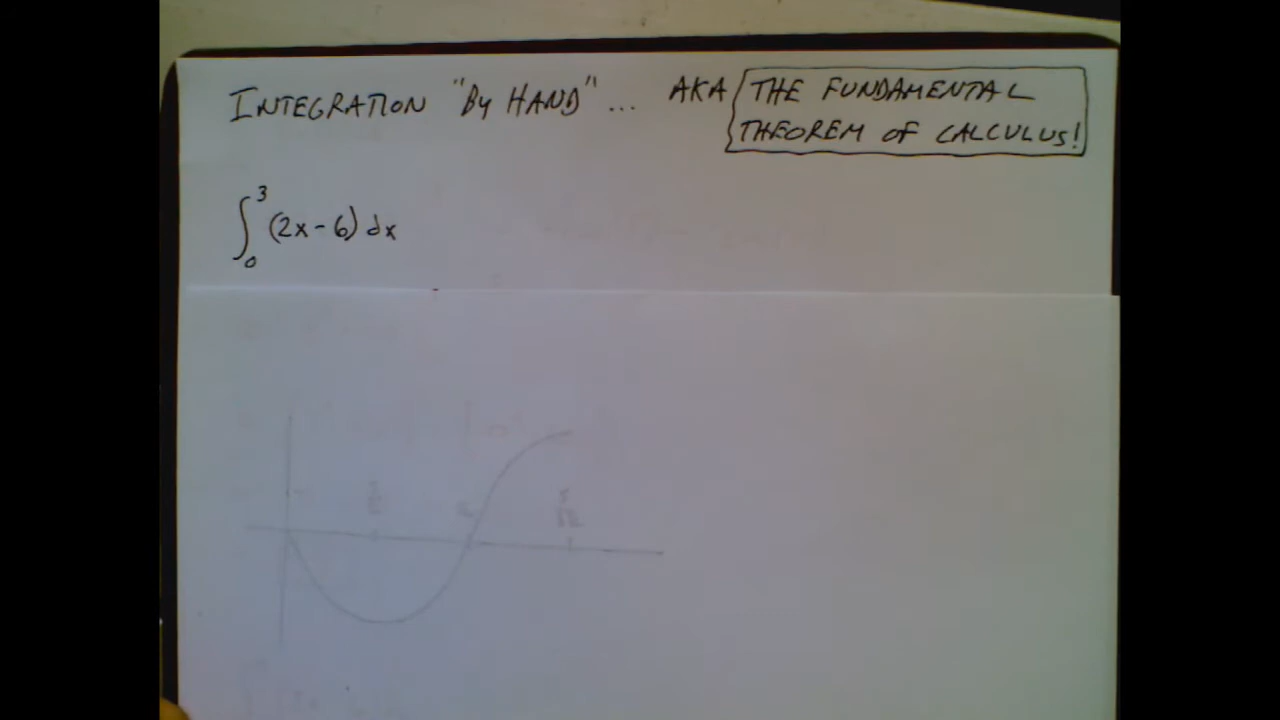 INTEGRATION "By HAND" ... AKA THE FUNDAMENTAL
THEOREM OF CALCULUS!
∫₀³ (2x-6) dx